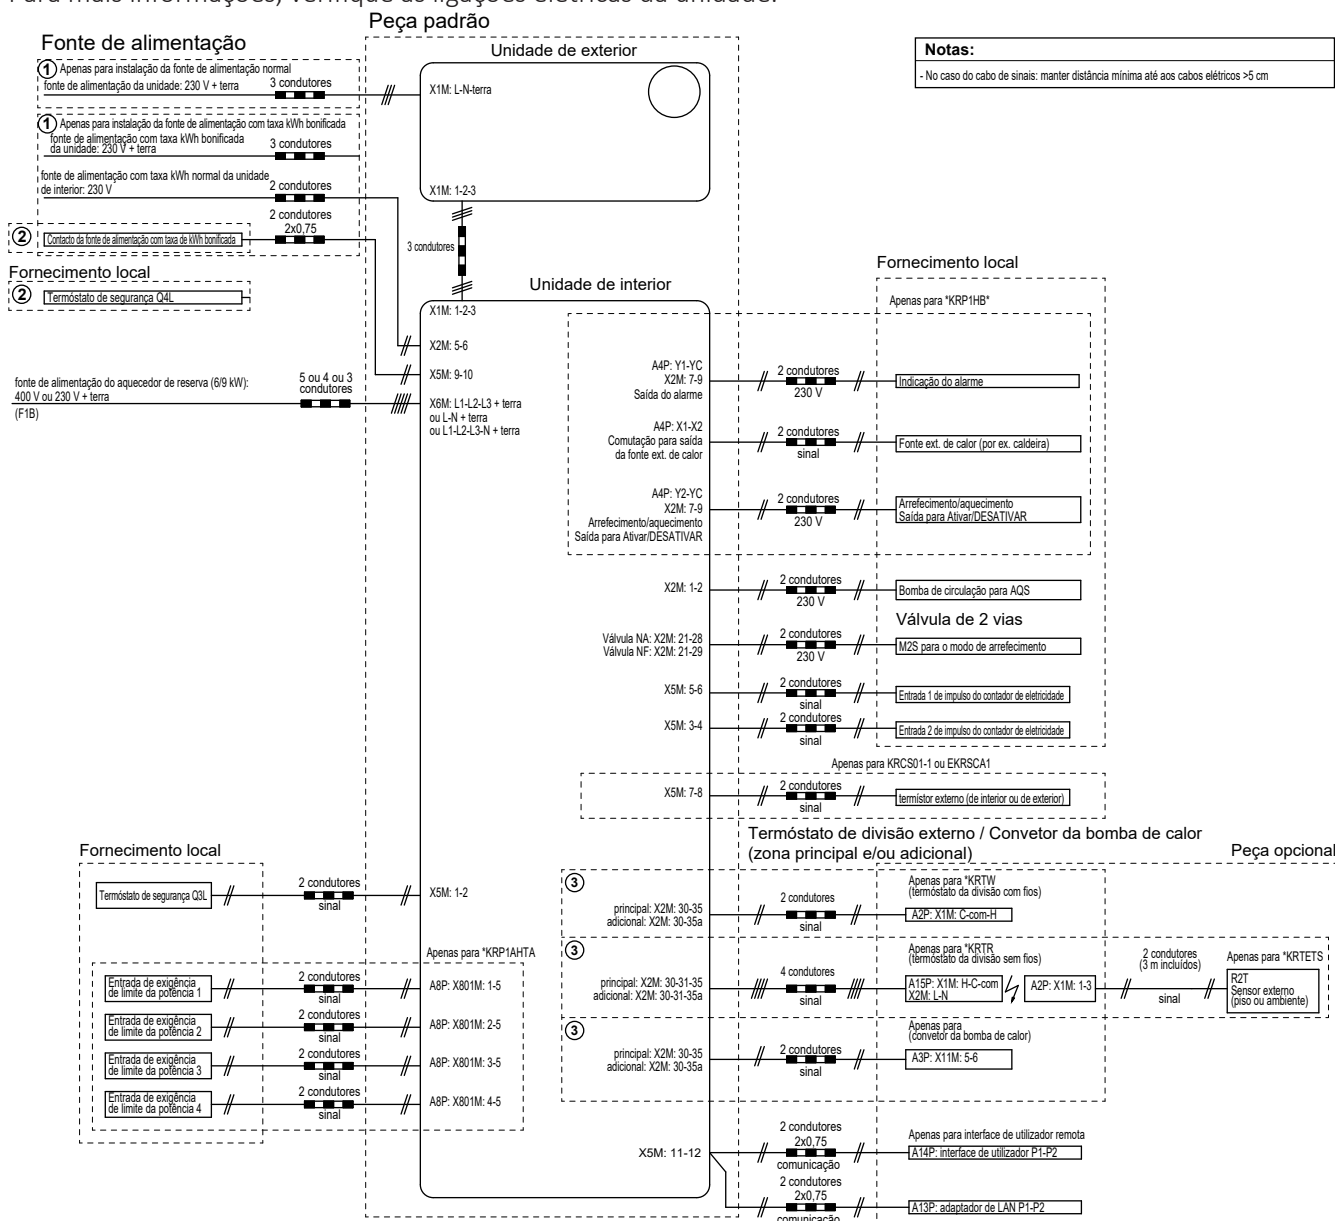 Para mais informações, verifique as ligações elétricas da unidade.
Peça padrão
Fonte de alimentação
Unidade de exterior
Notas:
- No caso do cabo de sinais: manter distância mínima até aos cabos elétricos >5 cm
1 Apenas para instalação da fonte de alimentação normal
fonte de alimentação da unidade: 230 V + terra
3 condutores
X1M: L-N-terra
1 Apenas para instalação da fonte de alimentação com taxa kWh bonificada
fonte de alimentação com taxa kWh bonificada
da unidade: 230 V + terra
3 condutores
fonte de alimentação com taxa kWh normal da unidade
de interior: 230 V
2 condutores
X1M: 1-2-3
2 condutores
2x0,75
2
Contacto da fonte de alimentação com taxa de kWh bonificada
3 condutores
Fornecimento local
2
Termóstato de segurança Q4L
Unidade de interior
Fornecimento local
X1M: 1-2-3
Apenas para *KRP1HB*
X2M: 5-6
X5M: 9-10
fonte de alimentação do aquecedor de reserva (6/9 kW):
400 V ou 230 V + terra
(F1B)
5 ou 4 ou 3
condutores
X6M: L1-L2-L3 + terra
ou L-N + terra
ou L1-L2-L3-N + terra
A4P: Y1-YC
X2M: 7-9
Saída do alarme
2 condutores
230 V
Indicação do alarme
A4P: X1-X2
Comutação para saída
da fonte ext. de calor
2 condutores
sinal
Fonte ext. de calor (por ex. caldeira)
A4P: Y2-YC
X2M: 7-9
Arrefecimento/aquecimento
Saída para Ativar/DESATIVAR
2 condutores
230 V
Arrefecimento/aquecimento
Saída para Ativar/DESATIVAR
X2M: 1-2
2 condutores
230 V
Bomba de circulação para AQS
Válvula de 2 vias
Válvula NA: X2M: 21-28
Válvula NF: X2M: 21-29
2 condutores
230 V
M2S para o modo de arrefecimento
X5M: 5-6
2 condutores
sinal
Entrada 1 de impulso do contador de eletricidade
X5M: 3-4
2 condutores
sinal
Entrada 2 de impulso do contador de eletricidade
Apenas para KRCS01-1 ou EKRSCA1
X5M: 7-8
2 condutores
sinal
termístor externo (de interior ou de exterior)
Termóstato de divisão externo / Convetor da bomba de calor
(zona principal e/ou adicional)
Peça opcional
Fornecimento local
Termóstato de segurança Q3L
2 condutores
sinal
X5M: 1-2
3
principal: X2M: 30-35
adicional: X2M: 30-35a
2 condutores
sinal
Apenas para *KRTW
(termóstato da divisão com fios)
A2P: X1M: C-com-H
3
principal: X2M: 30-31-35
adicional: X2M: 30-31-35a
4 condutores
sinal
Apenas para *KRTR
(termóstato da divisão sem fios)
A15P: X1M: H-C-com
X2M: L-N
A2P: X1M: 1-3
2 condutores
(3 m incluídos)
sinal
Apenas para *KRTETS
R2T
Sensor externo
(piso ou ambiente)
3
principal: X2M: 30-35
adicional: X2M: 30-35a
2 condutores
sinal
Apenas para
(convetor da bomba de calor)
A3P: X11M: 5-6
Apenas para *KRP1AHTA
Entrada de exigência
de limite da potência 1
2 condutores
sinal
A8P: X801M: 1-5
Entrada de exigência
de limite da potência 2
2 condutores
sinal
A8P: X801M: 2-5
Entrada de exigência
de limite da potência 3
2 condutores
sinal
A8P: X801M: 3-5
Entrada de exigência
de limite da potência 4
2 condutores
sinal
A8P: X801M: 4-5
X5M: 11-12
2 condutores
2x0,75
comunicação
Apenas para interface de utilizador remota
A14P: interface de utilizador P1-P2
2 condutores
2x0,75
comunicação
A13P: adaptador de LAN P1-P2